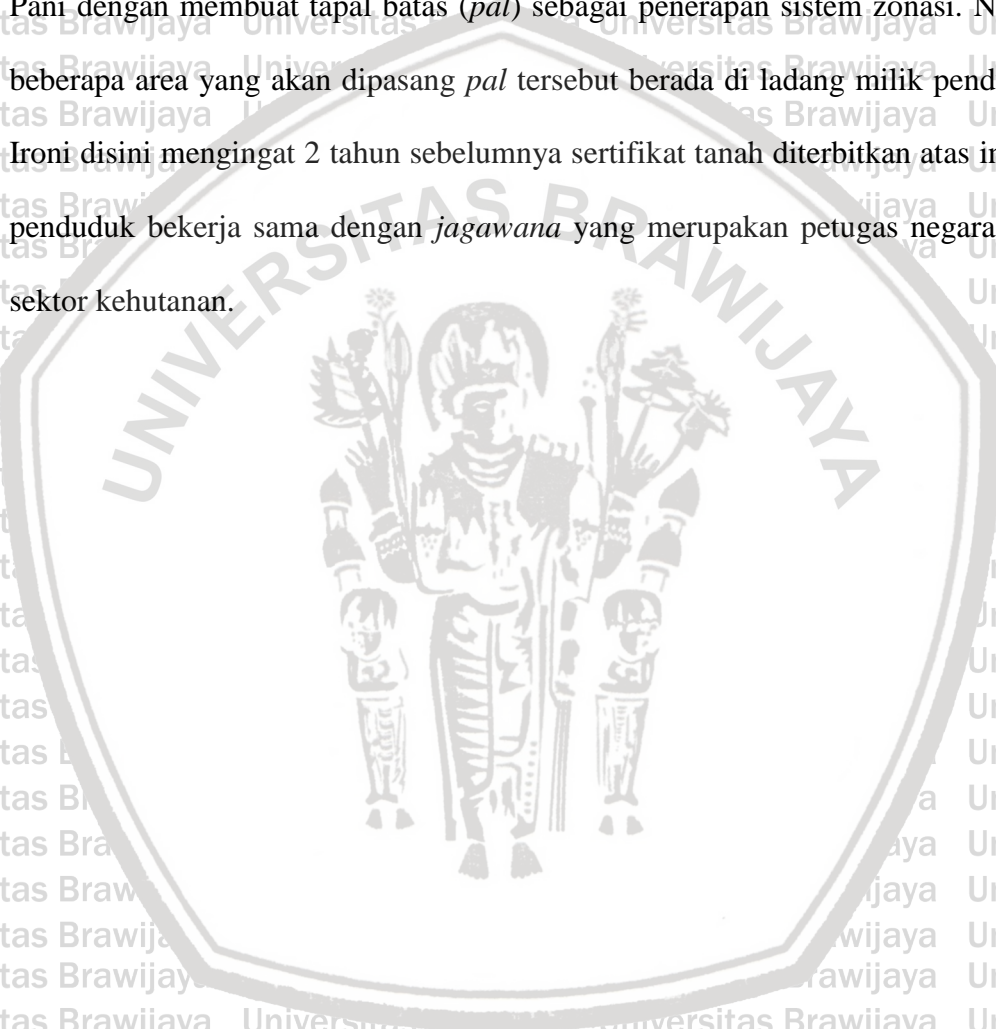 Pani dengan membuat tapal batas (pal) sebagai penerapan sistem zonasi. N
beberapa area yang akan dipasang pal tersebut berada di ladang milik pend
Ironi disini mengingat 2 tahun sebelumnya sertifikat tanah diterbitkan atas in
penduduk bekerja sama dengan jagawana yang merupakan petugas negara
sektor kehutanan.
UNIVERSITAS BRAWIJAYA